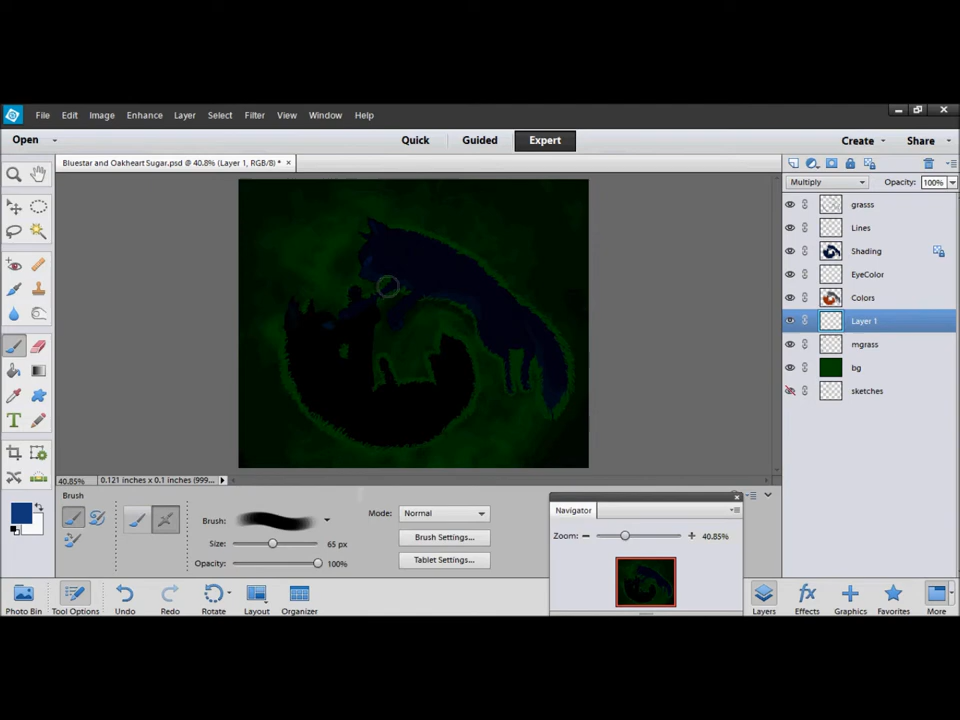 File Edit Image Enhance Layer Select Filter View Window Help
Open Quick Guided Expert Create Share
Bluestar and Oakheart Sugar.psd @ 40.8% (Layer 1, RGB/8) * ×
Multiply Opacity: 100%
grasss
Lines
Shading
EyeColor
Colors
Layer 1
mgrass
bg
sketches
40.85% 0.121 inches x 0.1 inches (999...
Brush
Brush:
Size: 65 px
Opacity: 100%
Mode: Normal
Brush Settings...
Tablet Settings...
Navigator
Zoom: 40.85%
Photo Bin Tool Options Undo Redo Rotate Layout Organizer Layers Effects Graphics Favorites More